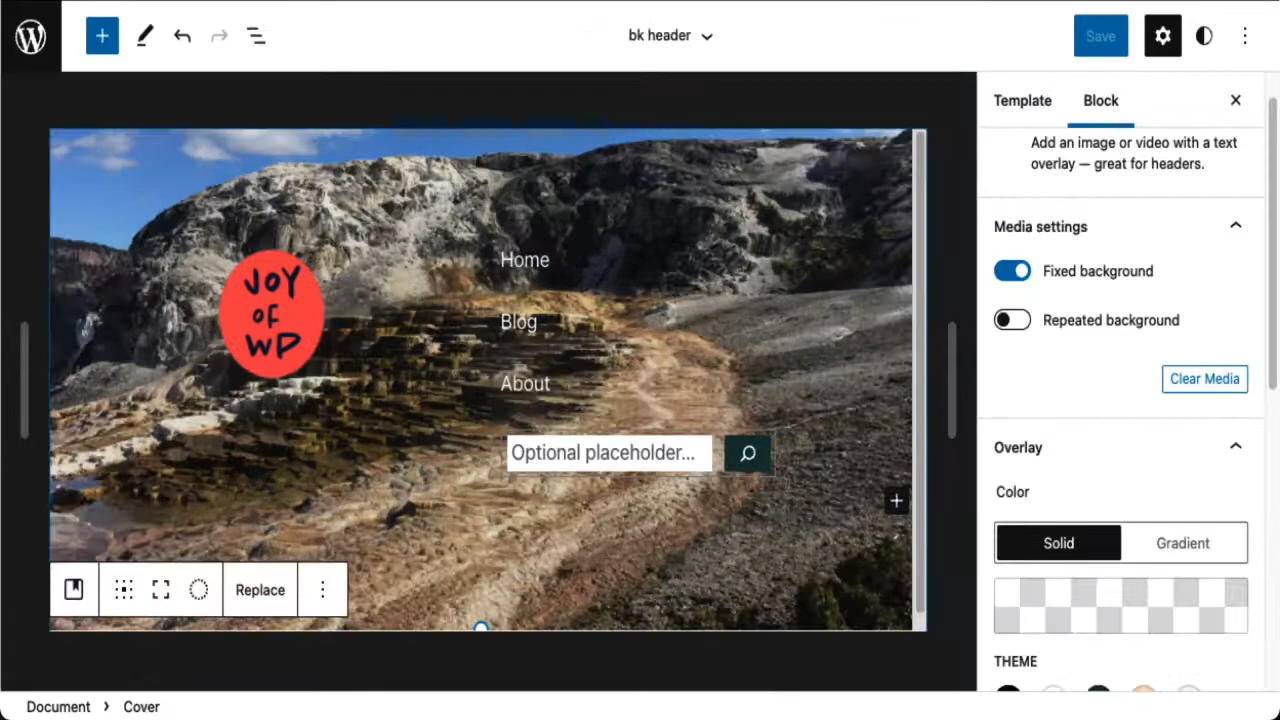 bk header
Save
Template
Block
Add an image or video with a text
overlay — great for headers.
Media settings
Fixed background
Repeated background
Clear Media
Overlay
Color
Solid
Gradient
THEME
JOY
OF
WP
Home
Blog
About
Optional placeholder...
Replace
Document
Cover